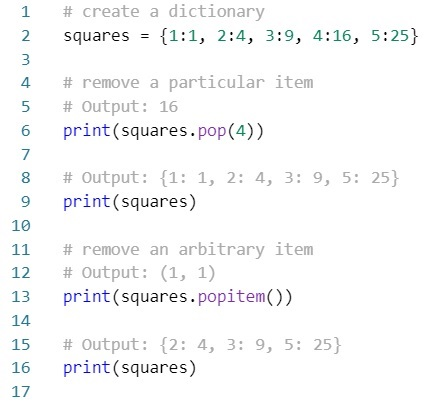 1 # create a dictionary
2 squares = {1:1, 2:4, 3:9, 4:16, 5:25}
3
4 # remove a particular item
5 # Output: 16
6 print(squares.pop(4))
7
8 # Output: {1: 1, 2: 4, 3: 9, 5: 25}
9 print(squares)
10
11 # remove an arbitrary item
12 # Output: (1, 1)
13 print(squares.popitem())
14
15 # Output: {2: 4, 3: 9, 5: 25}
16 print(squares)
17